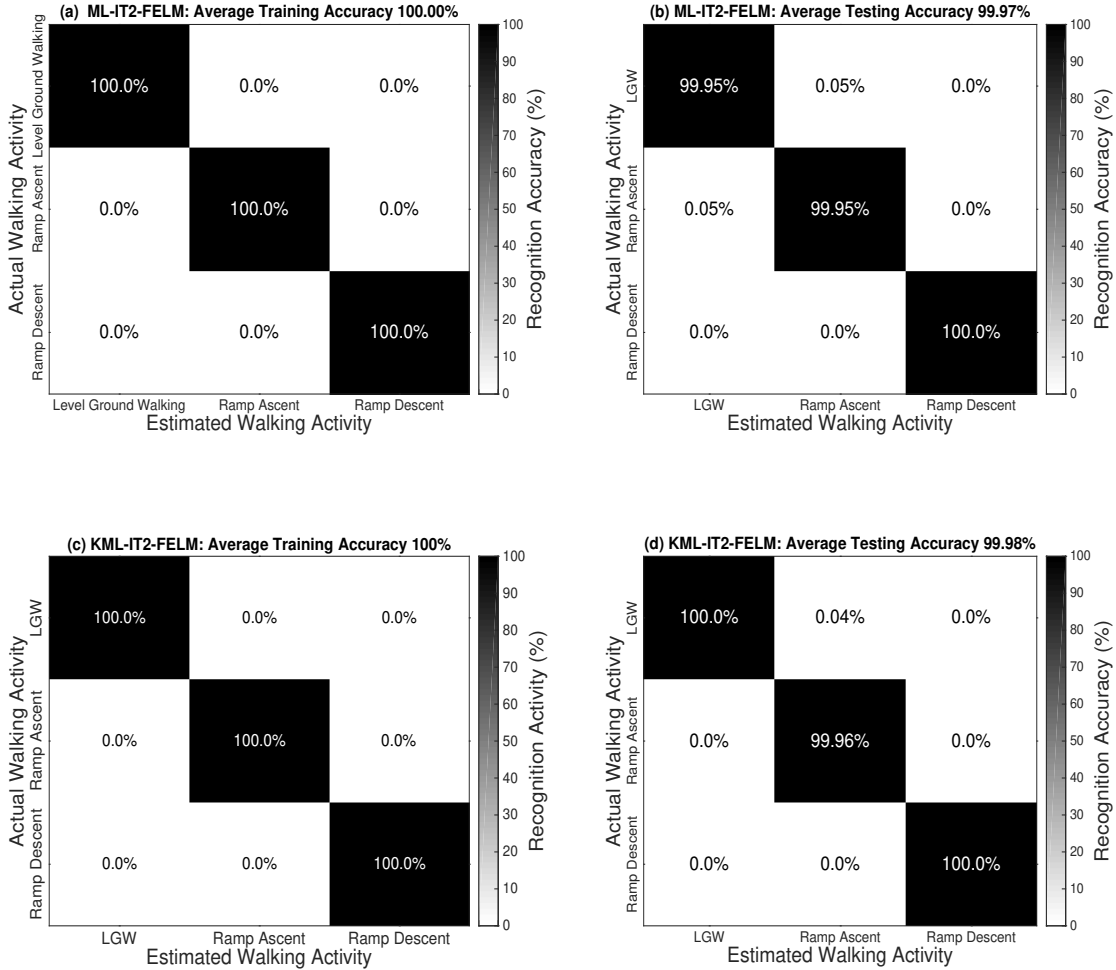 (a) ML-IT2-FELM: Average Training Accuracy 100.00%
Actual Walking Activity
Level Ground Walking
Ramp Ascent
Ramp Descent
100.0% 0.0% 0.0%
0.0% 100.0% 0.0%
0.0% 0.0% 100.0%
Level Ground Walking Ramp Ascent Ramp Descent
Estimated Walking Activity
100
90
80
70
60
50
40
30
20
10
0
Recognition Accuracy (%)
(b) ML-IT2-FELM: Average Testing Accuracy 99.97%
Actual Walking Activity
LGW
Ramp Ascent
Ramp Descent
99.95% 0.05% 0.0%
0.05% 99.95% 0.0%
0.0% 0.0% 100.0%
LGW Ramp Ascent Ramp Descent
Estimated Walking Activity
100
90
80
70
60
50
40
30
20
10
0
Recognition Accuracy (%)
(c) KML-IT2-FELM: Average Training Accuracy 100%
Actual Walking Activity
LGW
Ramp Ascent
Ramp Descent
100.0% 0.0% 0.0%
0.0% 100.0% 0.0%
0.0% 0.0% 100.0%
LGW Ramp Ascent Ramp Descent
Estimated Walking Activity
100
90
80
70
60
50
40
30
20
10
0
Recognition Activity (%)
(d) KML-IT2-FELM: Average Testing Accuracy 99.98%
Actual Walking Activity
LGW
Ramp Ascent
Ramp Descent
100.0% 0.04% 0.0%
0.0% 99.96% 0.0%
0.0% 0.0% 100.0%
LGW Ramp Ascent Ramp Descent
Estimated Walking Activity
100
90
80
70
60
50
40
30
20
10
0
Recognition Accuracy (%)